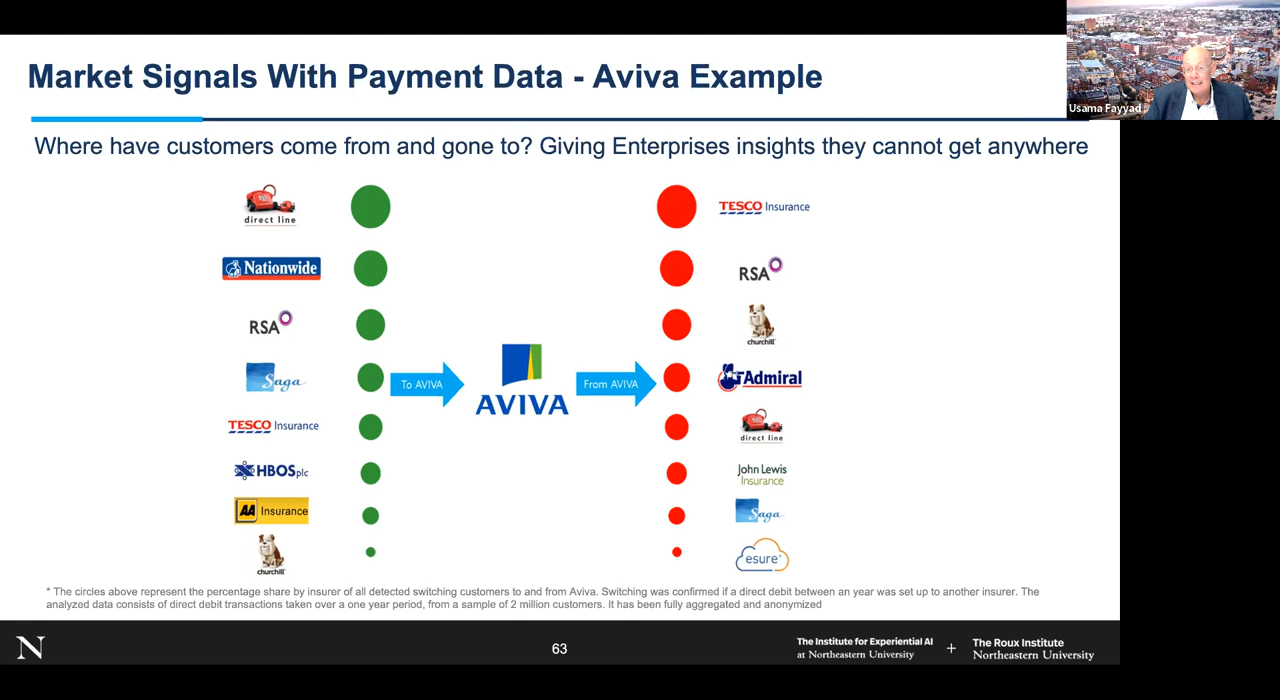 Market Signals With Payment Data - Aviva Example
Usama Fayyad
Where have customers come from and gone to? Giving Enterprises insights they cannot get anywhere
direct line
TESCO Insurance
Nationwide
RSA
RSA
churchill
Saga
To AVIVA
AVIVA
From AVIVA
Admiral
TESCO Insurance
direct line
HBOS plc
John Lewis
Insurance
AA Insurance
Saga
churchill
esure
* The circles above represent the percentage share by insurer of all detected switching customers to and from Aviva. Switching was confirmed if a direct debit between an year was set up to another insurer. The
analyzed data consists of direct debit transactions taken over a one year period, from a sample of 2 million customers. It has been fully aggregated and anonymized
N
63
The Institute for Experiential AI
at Northeastern University
+
The Roux Institute
Northeastern University